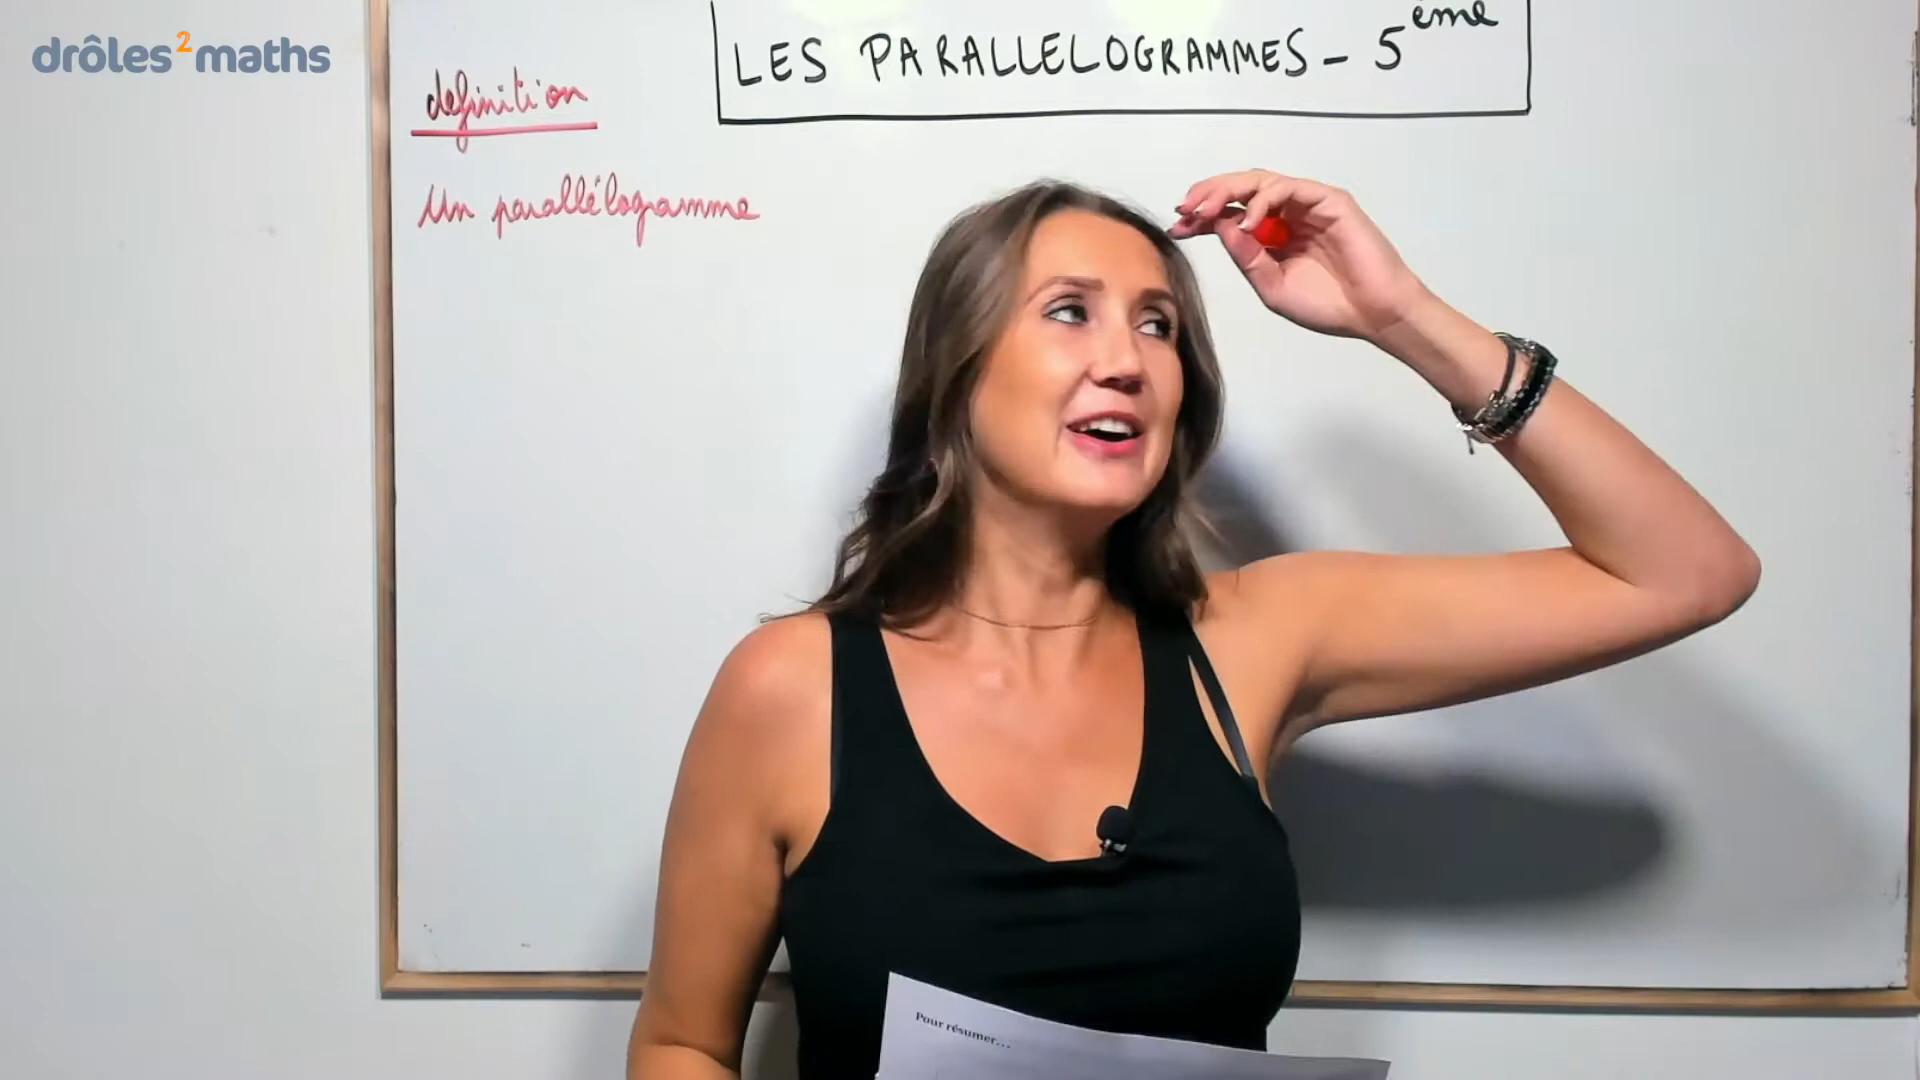 drôles²maths
LES PARALLELOGRAMMES - 5ème
définition
Un parallélogramme
Pour résumer...